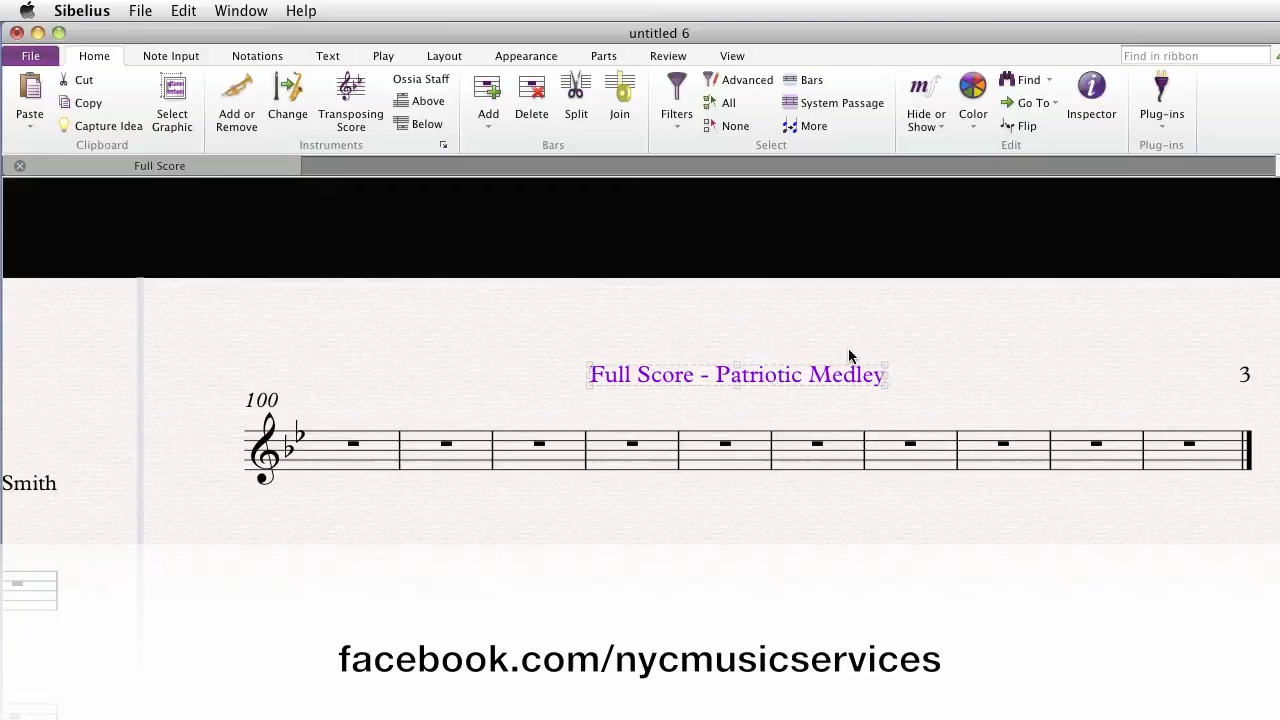 Sibelius File Edit Window Help
untitled 6
File Home Note Input Notations Text Play Layout Appearance Parts Review View Find in ribbon
Paste Cut Copy Capture Idea Select Graphic
Clipboard
Add or Remove Change Transposing Score Ossia Staff Above Below
Instruments
Add Delete Split Join
Bars
Filters Advanced All None Bars System Passage More
Select
mf Hide or Show Color Find Go To Flip Inspector
Edit
Plug-ins
Plug-ins
Full Score
Full Score - Patriotic Medley 3
100
Smith
facebook.com/nycmusicservices